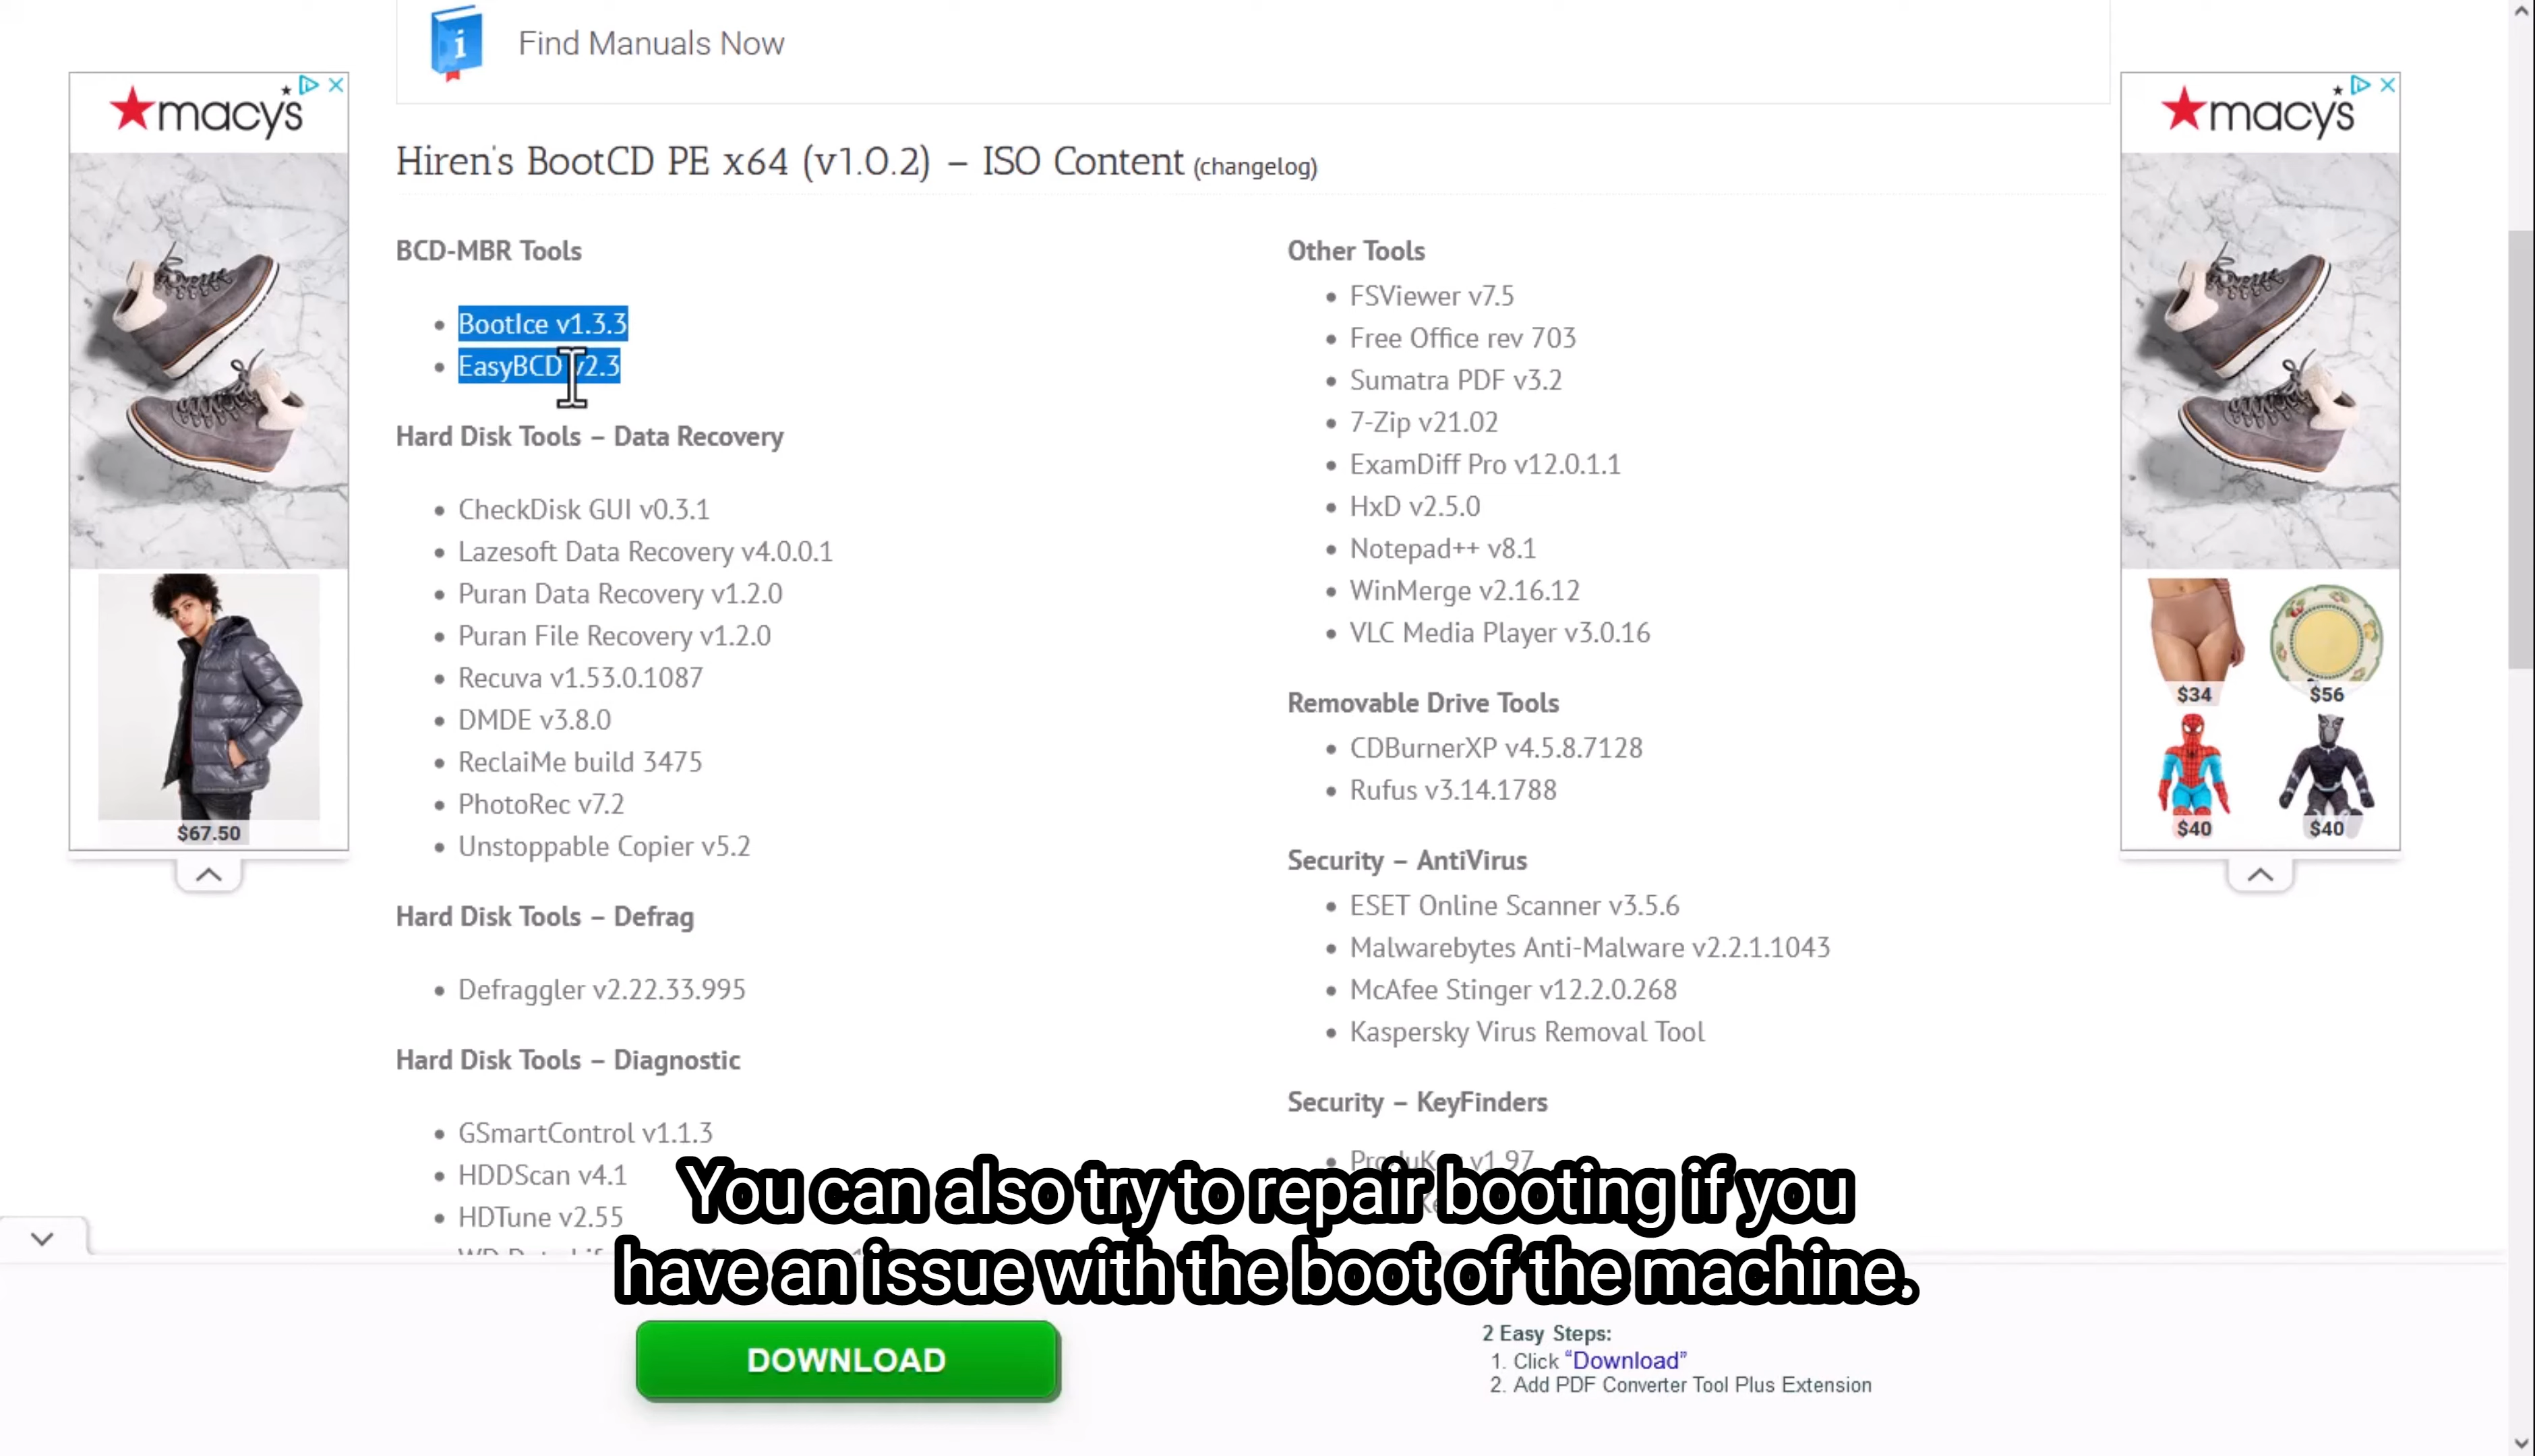 Find Manuals Now
macy's
$67.50
Hiren's BootCD PE x64 (v1.0.2) – ISO Content (changelog)
BCD-MBR Tools
BootIce v1.3.3
EasyBCD v2.3
Hard Disk Tools – Data Recovery
CheckDisk GUI v0.3.1
Lazesoft Data Recovery v4.0.0.1
Puran Data Recovery v1.2.0
Puran File Recovery v1.2.0
Recuva v1.53.0.1087
DMDE v3.8.0
ReclaiMe build 3475
PhotoRec v7.2
Unstoppable Copier v5.2
Hard Disk Tools – Defrag
Defraggler v2.22.33.995
Hard Disk Tools – Diagnostic
GSmartControl v1.1.3
HDDScan v4.1
HDTune v2.55
Other Tools
FSViewer v7.5
Free Office rev 703
Sumatra PDF v3.2
7-Zip v21.02
ExamDiff Pro v12.0.1.1
HxD v2.5.0
Notepad++ v8.1
WinMerge v2.16.12
VLC Media Player v3.0.16
Removable Drive Tools
CDBurnerXP v4.5.8.7128
Rufus v3.14.1788
Security – AntiVirus
ESET Online Scanner v3.5.6
Malwarebytes Anti-Malware v2.2.1.1043
McAfee Stinger v12.2.0.268
Kaspersky Virus Removal Tool
Security – KeyFinders
ProduKey v1.97
macy's
$34 $56
$40 $40
You can also try to repair booting if you
have an issue with the boot of the machine.
DOWNLOAD
2 Easy Steps:
1. Click “Download”
2. Add PDF Converter Tool Plus Extension